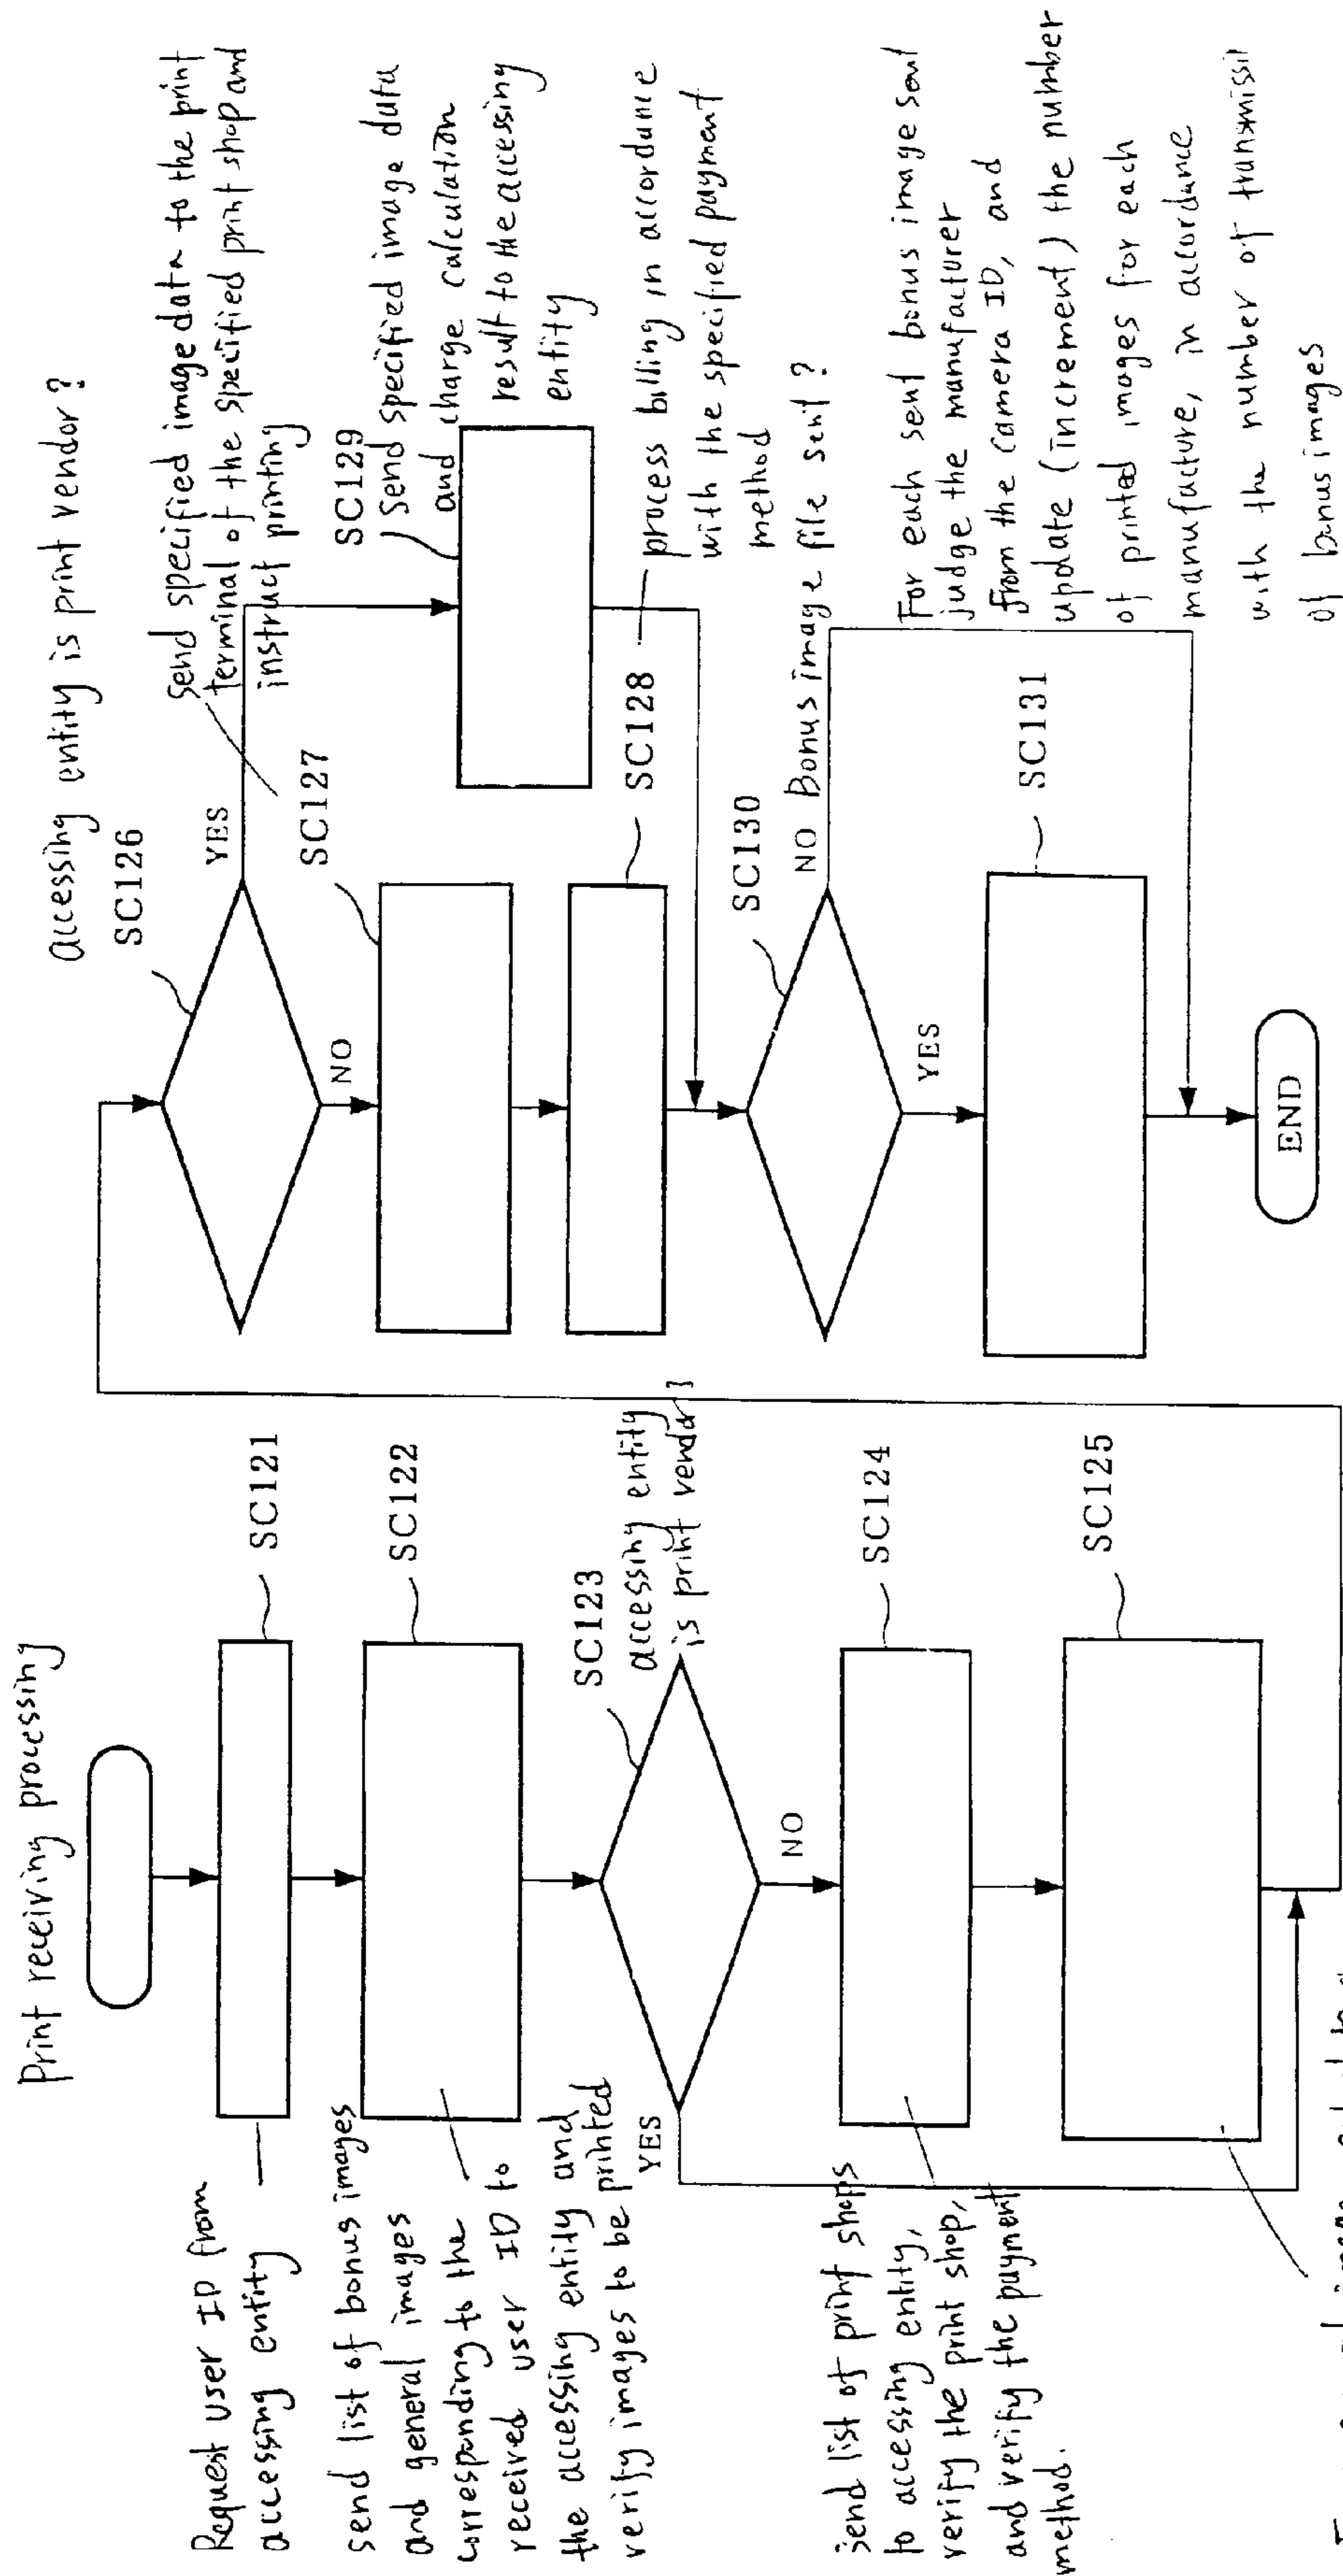 Print receiving processing
SC121
Request user ID from
accessing entity
SC122
send list of bonus images
and general images
corresponding to the
received user ID to
the accessing entity and
verify images to be printed
SC123
accessing entity
is print vendor?
YES
NO
SC124
Send list of print shops
to accessing entity,
verify the print shop,
and verify the payment
method.
SC125
accessing entity is print vendor?
SC126
YES
NO
Send specified image data to the print
terminal of the specified print shop and
instruct printing
SC127
SC129
Send specified image data
and charge calculation
result to the accessing
entity
SC128
process billing in accordance
with the specified payment
method
SC130
NO
Bonus image file sent?
YES
SC131
For each sent bonus image
judge the manufacturer
from the camera ID, and
update (increment) the number
of printed images for each
manufacture, in accordance
with the number of
of bonus images
END